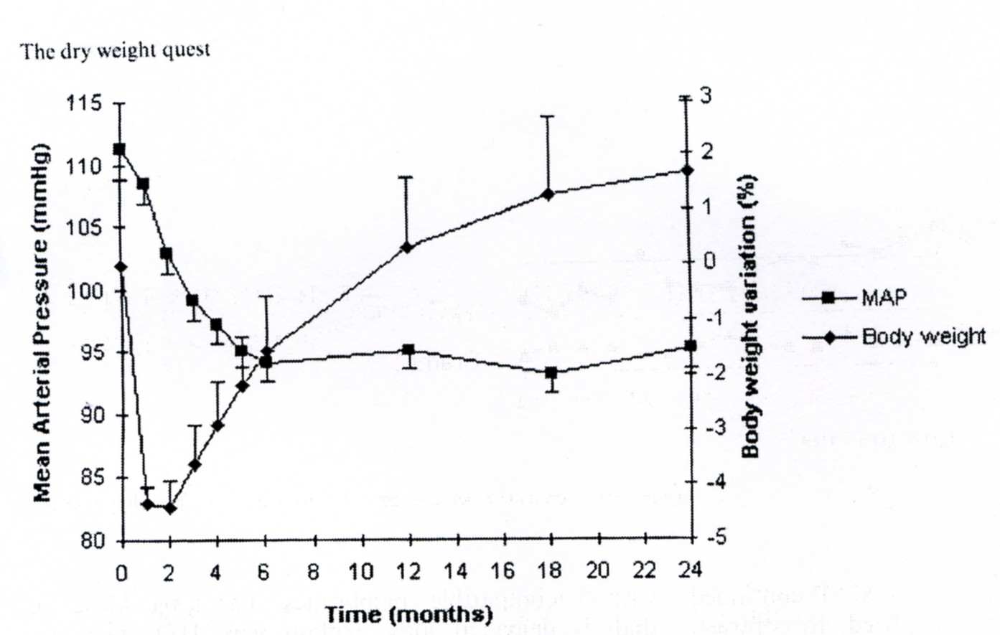 The dry weight quest
115
110
105
100
95
90
85
80
Mean Arterial Pressure (mmHg)
3
2
1
0
-1
-2
-3
-4
-5
Body weight variation (%)
MAP
Body weight
0 2 4 6 8 10 12 14 16 18 20 22 24
Time (months)